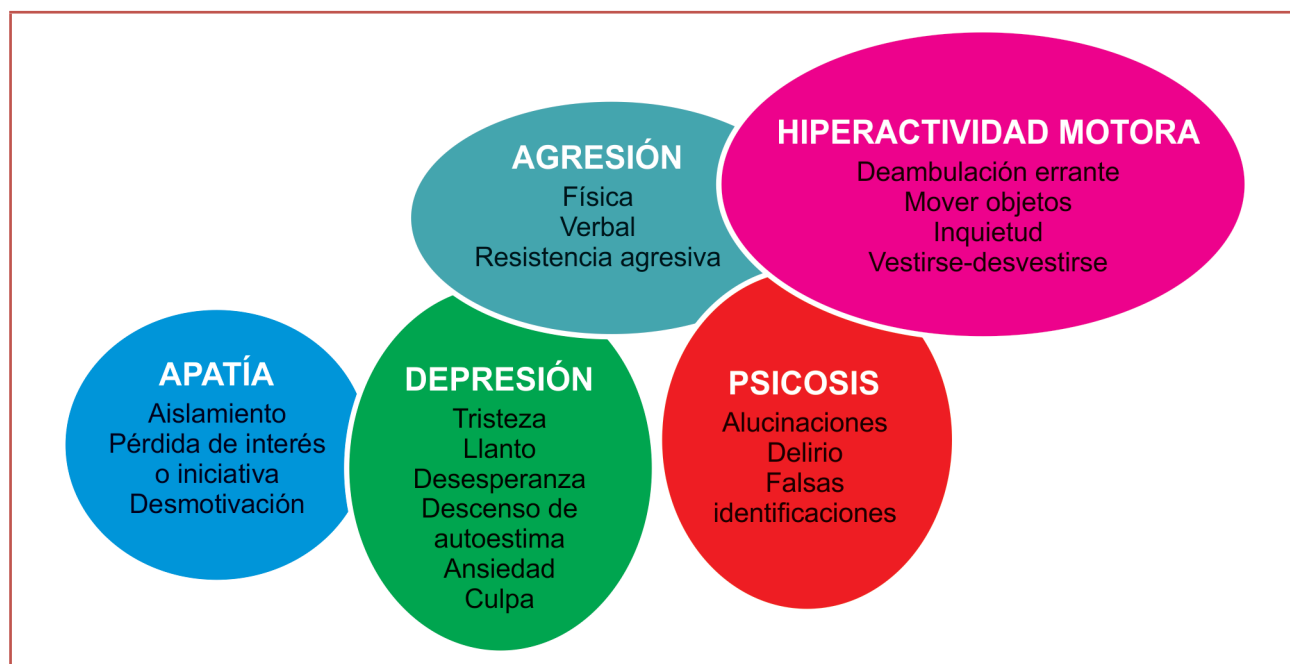 AGRESIÓN
Física
Verbal
Resistencia agresiva
HIPERACTIVIDAD MOTORA
Deambulación errante
Mover objetos
Inquietud
Vestirse-desvestirse
APATÍA
Aislamiento
Pérdida de interés
o iniciativa
Desmotivación
DEPRESIÓN
Tristeza
Llanto
Desesperanza
Descenso de
autoestima
Ansiedad
Culpa
PSICOSIS
Alucinaciones
Delirio
Falsas
identificaciones